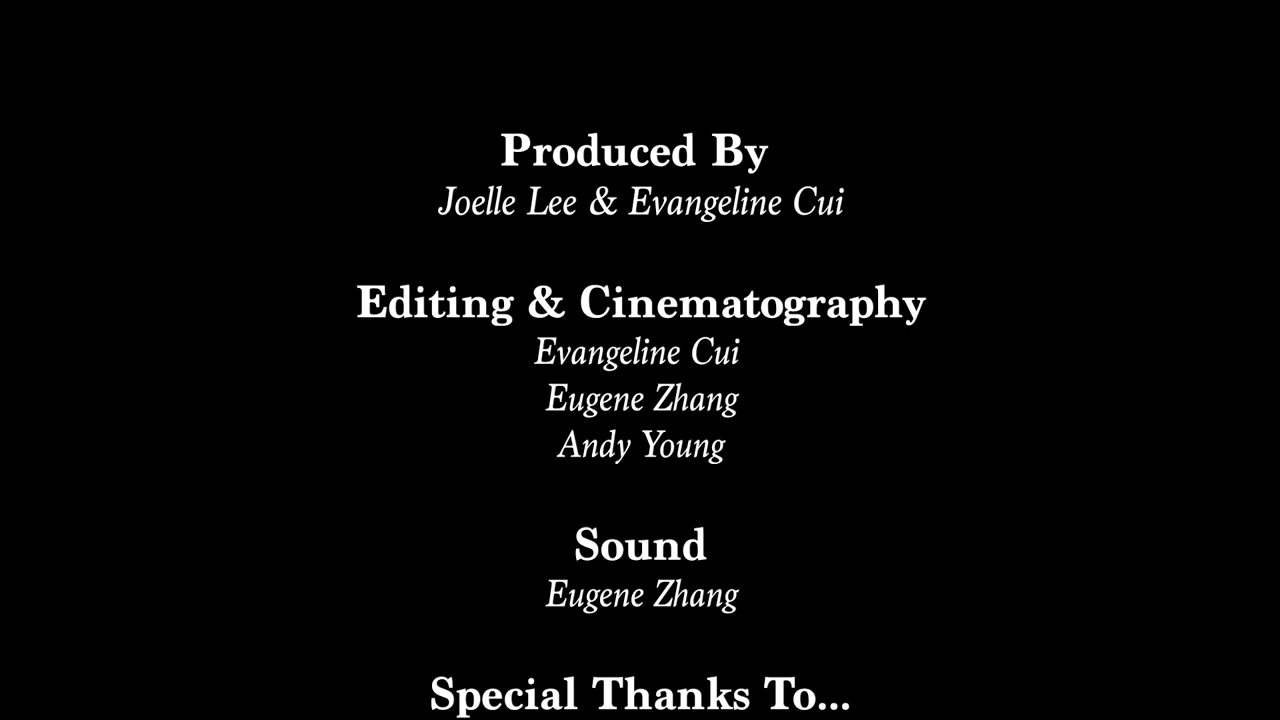 Produced By
Joelle Lee & Evangeline Cui
Editing & Cinematography
Evangeline Cui
Eugene Zhang
Andy Young
Sound
Eugene Zhang
Special Thanks To...